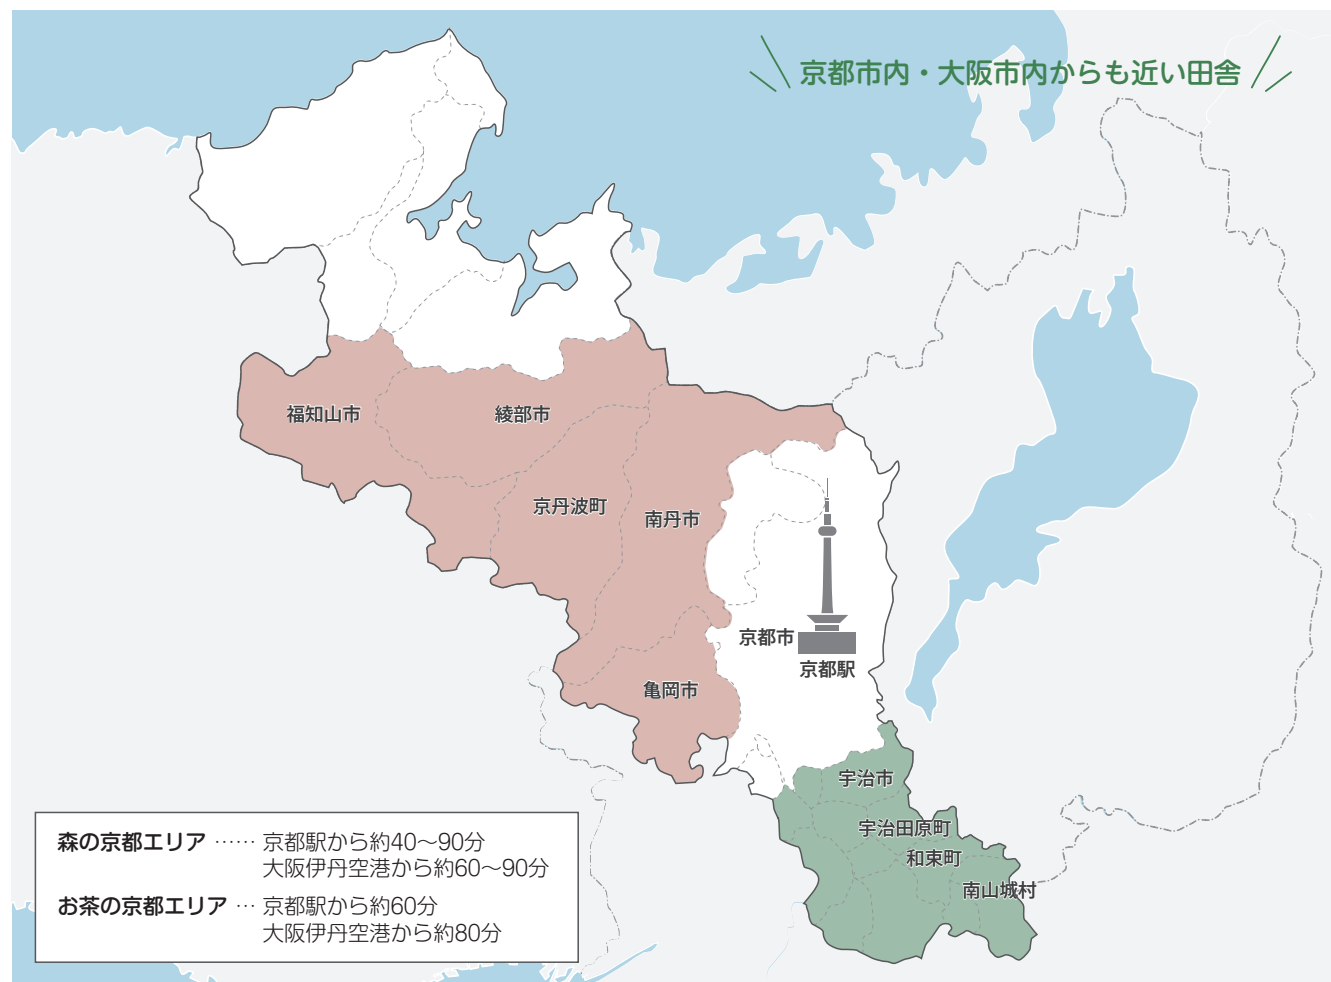 京都市内・大阪市内からも近い田舎
福知山市
綾部市
京丹波町
南丹市
京都市
京都駅
亀岡市
宇治市
宇治田原町
和束町
南山城村
森の京都エリア …… 京都駅から約40〜90分
大阪伊丹空港から約60〜90分
お茶の京都エリア … 京都駅から約60分
大阪伊丹空港から約80分